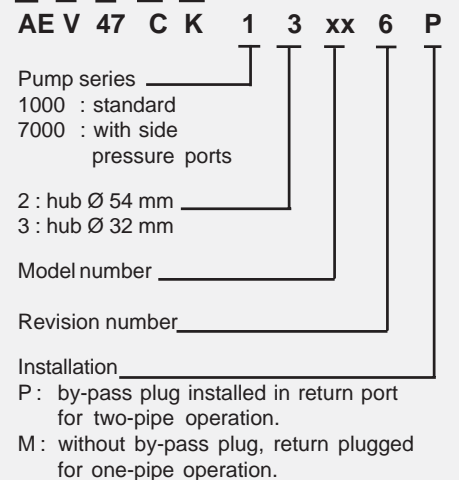 AE V 47 C K 1 3 xx 6 P
Pump series
1000 : standard
7000 : with side
pressure ports
2 : hub Ø 54 mm
3 : hub Ø 32 mm
Model number
Revision number
Installation
P : by-pass plug installed in return port
for two-pipe operation.
M : without by-pass plug, return plugged
for one-pipe operation.